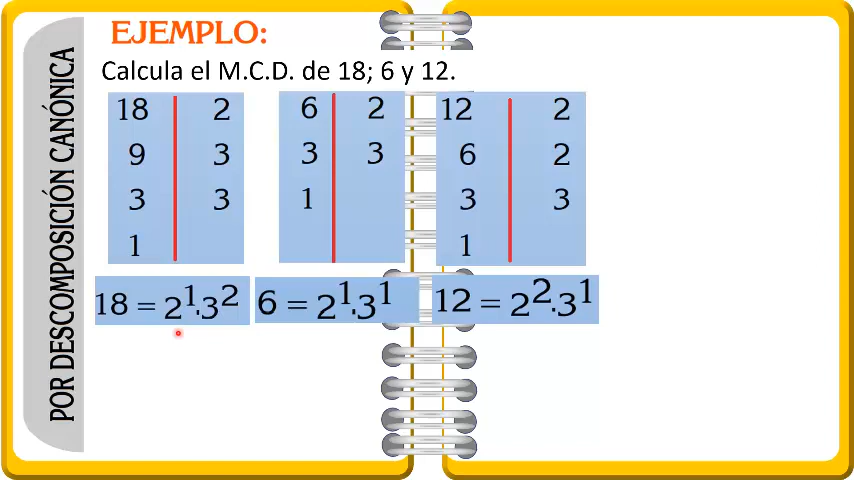 POR DESCOMPOSICIÓN CANÓNICA
EJEMPLO:
Calcula el M.C.D. de 18; 6 y 12.
18 2
9 3
3 3
1
6 2
3 3
1
12 2
6 2
3 3
1
18 = 2¹.3²
6 = 2¹.3¹
12 = 2².3¹